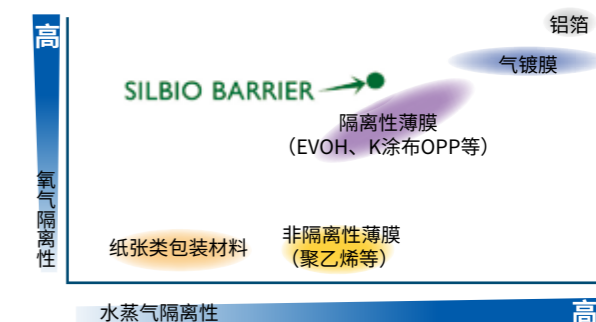 高
铝箔
气镀膜
SILBIO BARRIER
隔离性薄膜
（EVOH、K涂布OPP等）
氧气隔离性
纸张类包装材料
非隔离性薄膜
（聚乙烯等）
水蒸气隔离性
高